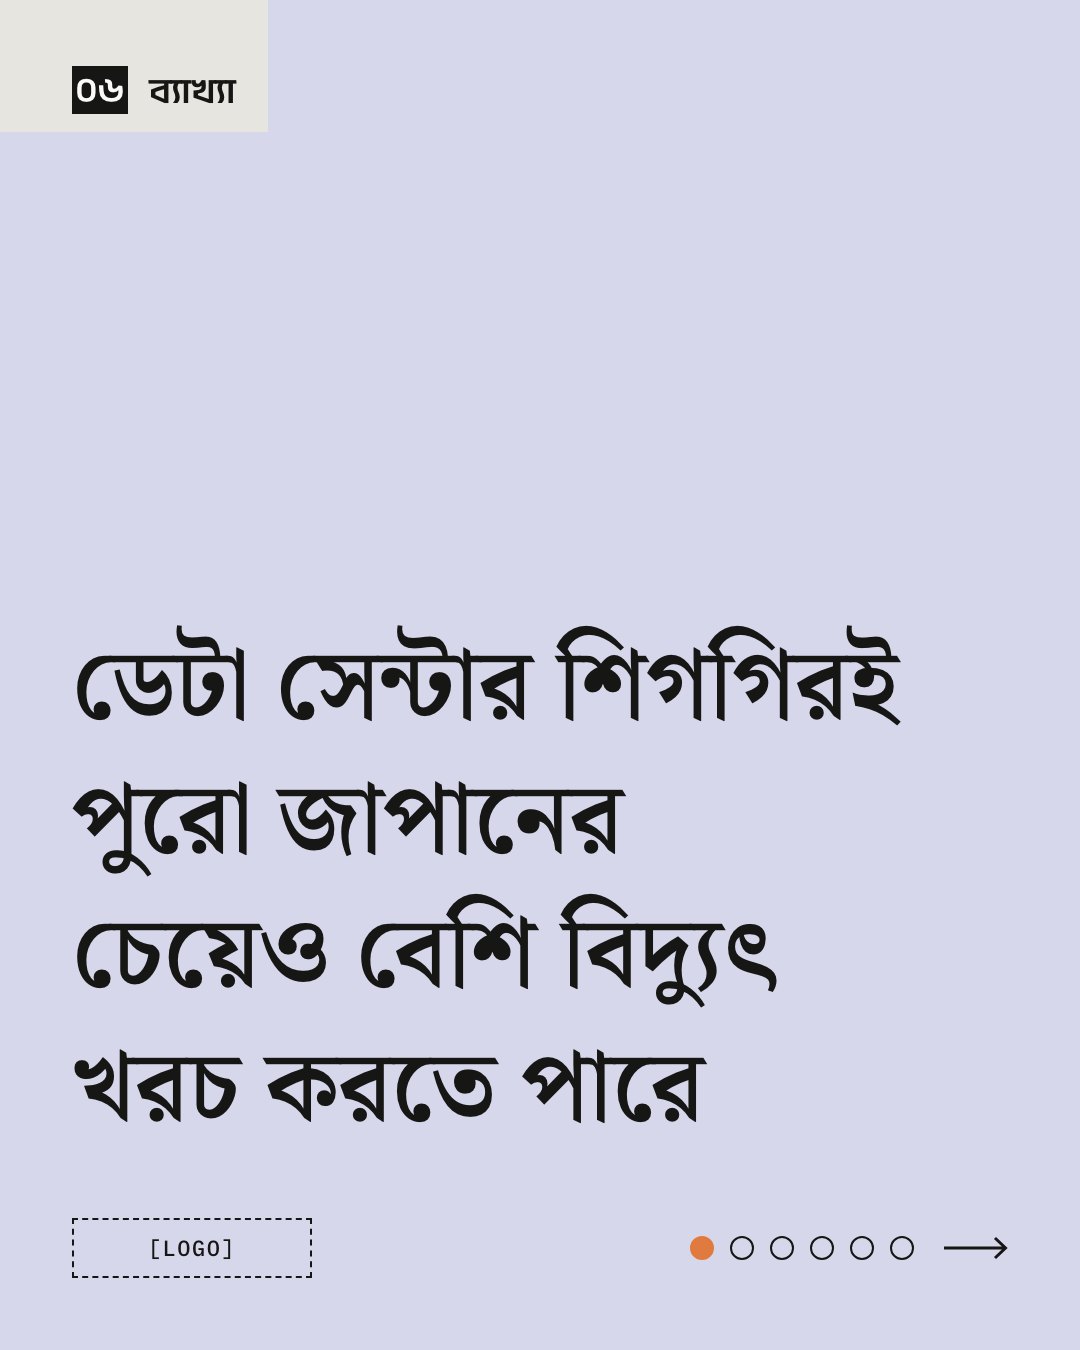 ০৬ ব্যাখ্যা
ডেটা সেন্টার শিগগিরই
পুরো জাপানের
চেয়েও বেশি বিদ্যুৎ
খরচ করতে পারে
[LOGO]